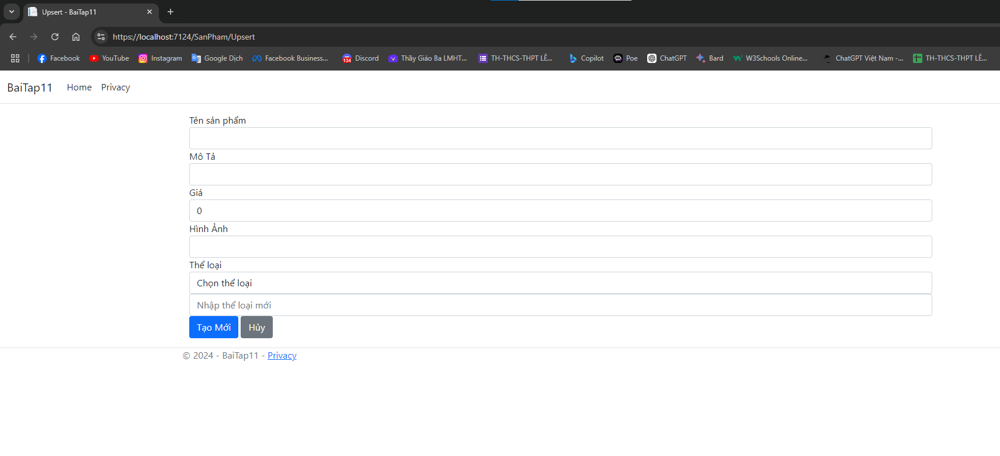 Upsert - BaiTap11
https://localhost:7124/SanPham/Upsert
Facebook YouTube Instagram Google Dịch Facebook Business... Discord Thầy Giáo Ba LMHT... TH-THCS-THPT LÊ... Copilot Poe ChatGPT Bard W3Schools Online... ChatGPT Việt Nam -... TH-THCS-THPT LÊ...
134
BaiTap11 Home Privacy
Tên sản phẩm
Mô Tả
Giá
0
Hình Ảnh
Thể loại
Chọn thể loại
Nhập thể loại mới
Tạo Mới Hủy
© 2024 - BaiTap11 - Privacy